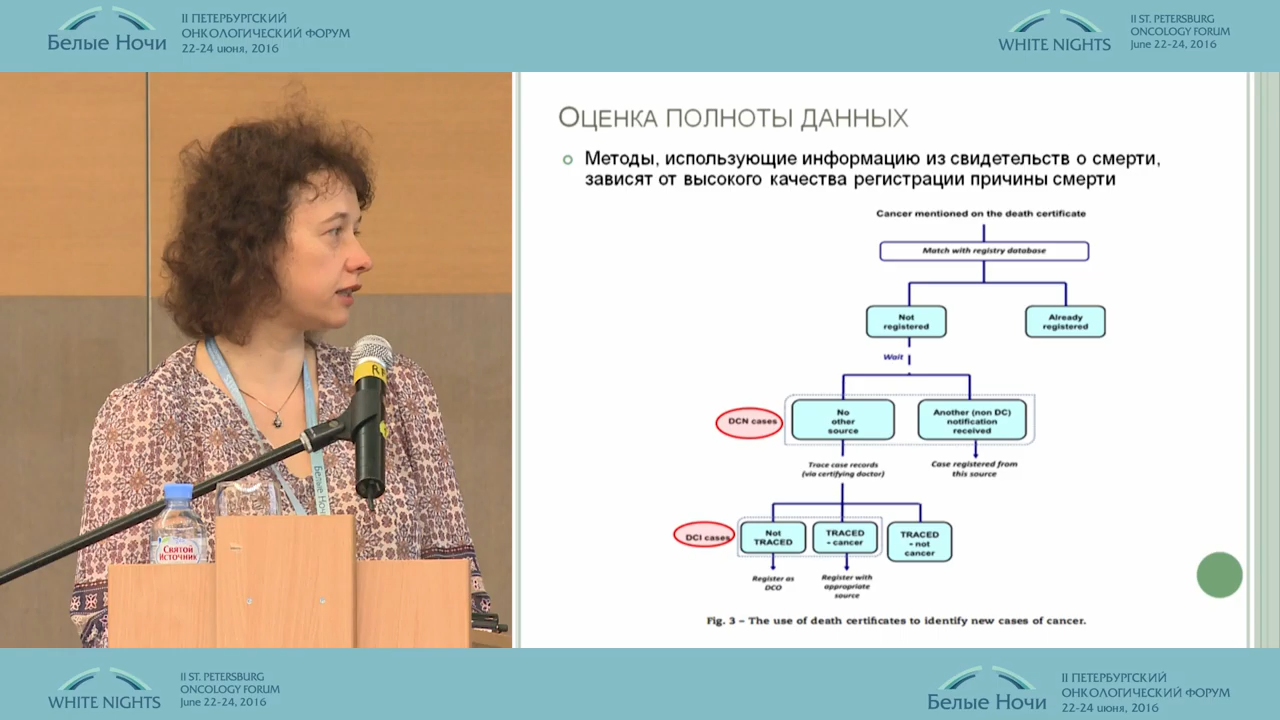 Белые Ночи
II ПЕТЕРБУРГСКИЙ
ОНКОЛОГИЧЕСКИЙ ФОРУМ
22-24 июня, 2016
WHITE NIGHTS
II ST. PETERSBURG
ONCOLOGY FORUM
June 22-24, 2016
ОЦЕНКА ПОЛНОТЫ ДАННЫХ
Методы, использующие информацию из свидетельств о смерти,
зависят от высокого качества регистрации причины смерти
Cancer mentioned on the death certificate
Match with registry database
Not
registered
Already
registered
Wait
DCN cases
No
other
source
Another (non DC)
notification
received
Trace case records
(via certifying doctor)
Case registered from
this source
DCI cases
Not
TRACED
TRACED
- cancer
TRACED
- not
cancer
Register as
DCO
Register with
appropriate
source
Fig. 3 – The use of death certificates to identify new cases of cancer.
Белые Ночи
Святой
Источник
WHITE NIGHTS
II ST. PETERSBURG
ONCOLOGY FORUM
June 22-24, 2016
Белые Ночи
II ПЕТЕРБУРГСКИЙ
ОНКОЛОГИЧЕСКИЙ ФОРУМ
22-24 июня, 2016